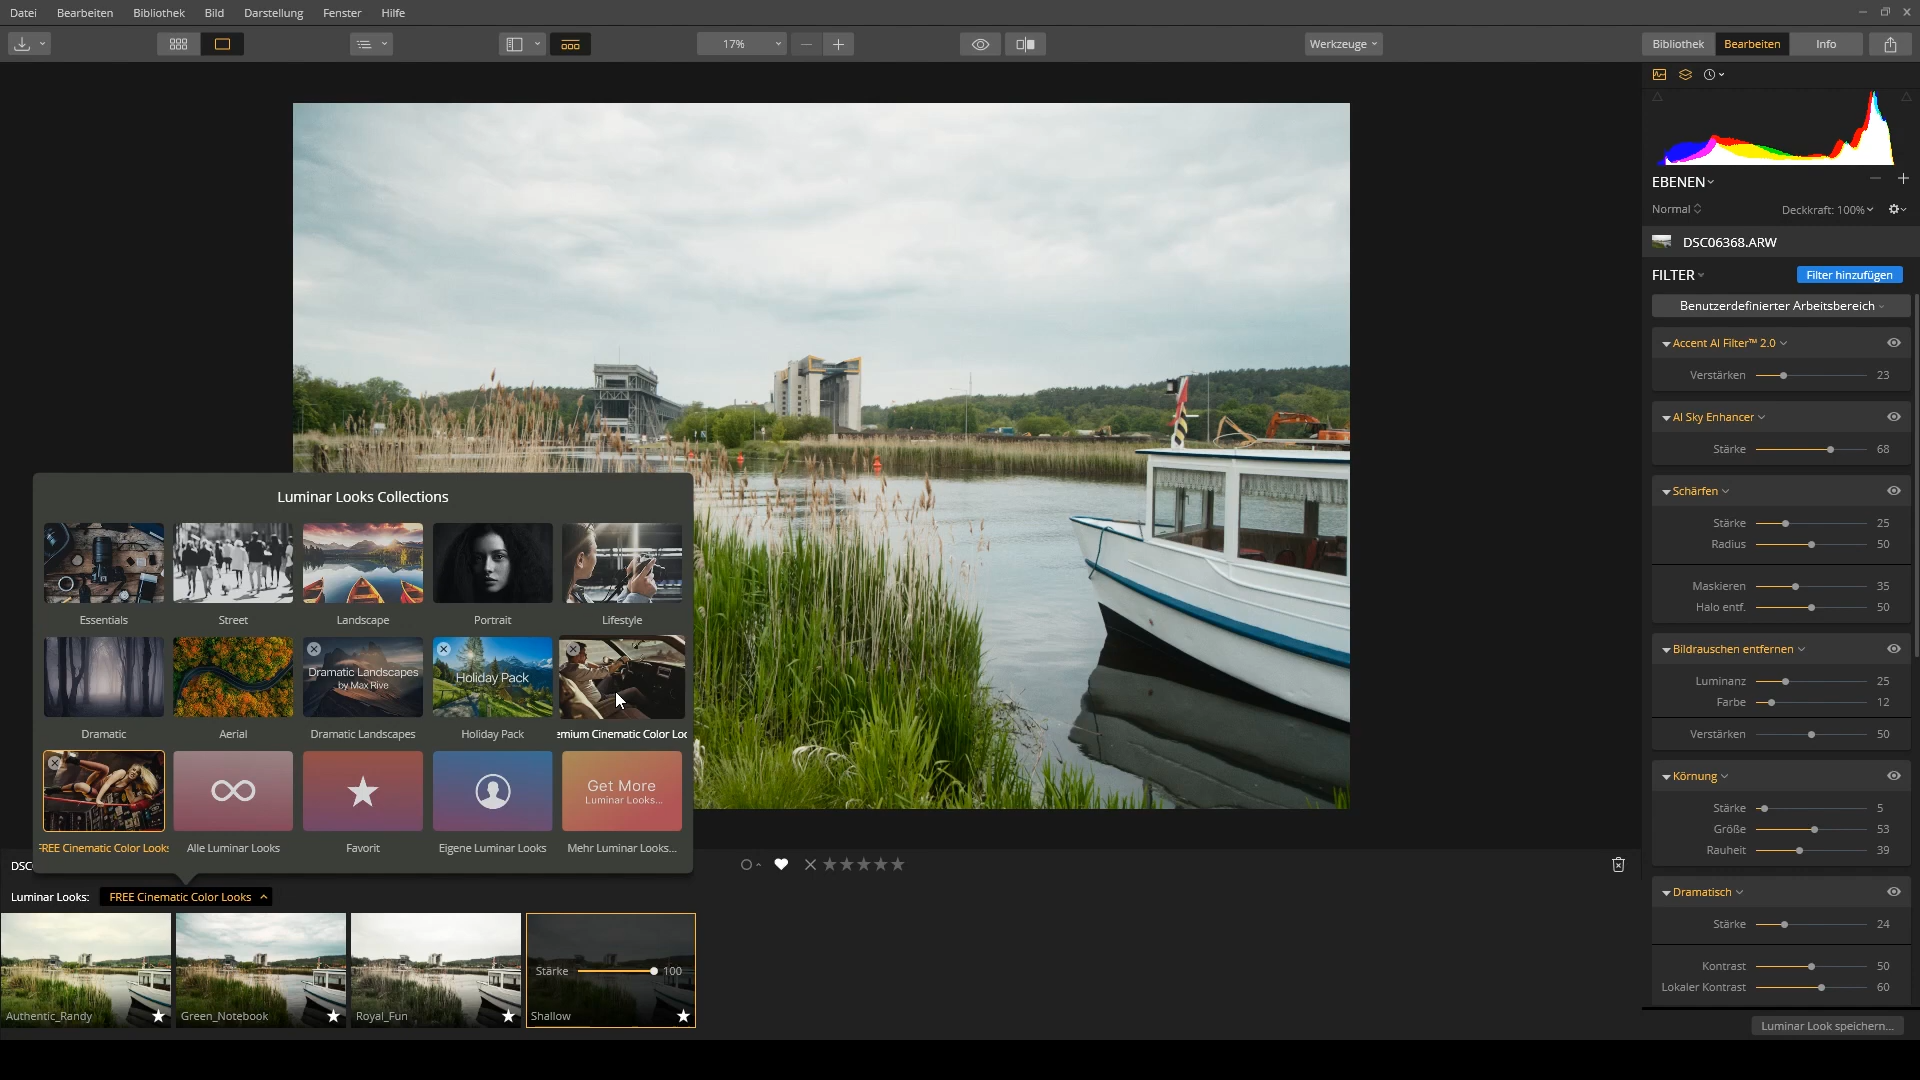 Datei Bearbeiten Bibliothek Bild Darstellung Fenster Hilfe
17% Werkzeuge Bibliothek Bearbeiten Info
EBENEN
Normal Deckkraft: 100%
DSC06368.ARW
FILTER Filter hinzufügen
Benutzerdefinierter Arbeitsbereich
Accent AI Filter™ 2.0
Verstärken 23
AI Sky Enhancer
Stärke 68
Schärfen
Stärke 25
Radius 50
Maskieren 35
Halo entf. 50
Bildrauschen entfernen
Luminanz 25
Farbe 12
Verstärken 50
Körnung
Stärke 5
Größe 53
Rauheit 39
Dramatisch
Stärke 24
Kontrast 50
Lokaler Kontrast 60
Luminar Look speichern...
Luminar Looks Collections
Essentials Street Landscape Portrait Lifestyle
Dramatic Landscapes
by Max Rive
Holiday Pack
Dramatic Aerial Dramatic Landscapes Holiday Pack emium Cinematic Color Loo
Get More
Luminar Looks...
FREE Cinematic Color Looks Alle Luminar Looks Favorit Eigene Luminar Looks Mehr Luminar Looks...
DSC
Luminar Looks: FREE Cinematic Color Looks
Stärke 100
Authentic_Randy Green_Notebook Royal_Fun Shallow